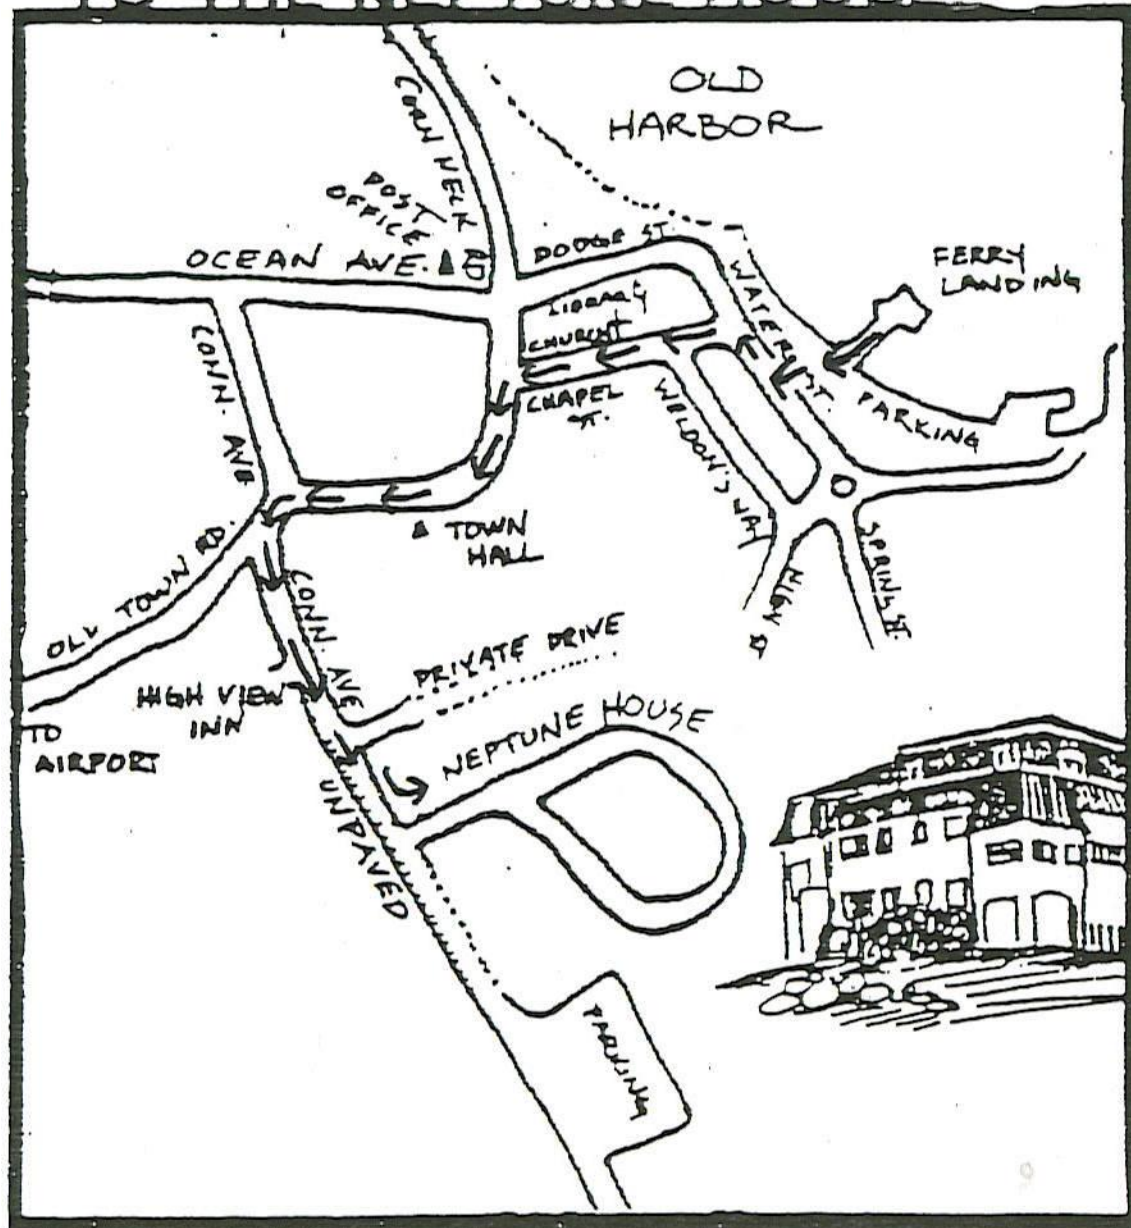 OLD
HARBOR
CORN NECK RD
POST
OFFICE
OCEAN AVE.
DODGE ST.
WATER ST.
FERRY
LANDING
LIBRARY
CHURCH
CONN. AVE
CHAPEL
ST.
PARKING
WELDON'S WAY
TOWN
HALL
OLD TOWN RD.
HIGH
SPRING ST.
CONN. AVE
PRIVATE DRIVE
HIGH VIEW
INN
TO
AIRPORT
NEPTUNE HOUSE
UNPAVED
PARKING